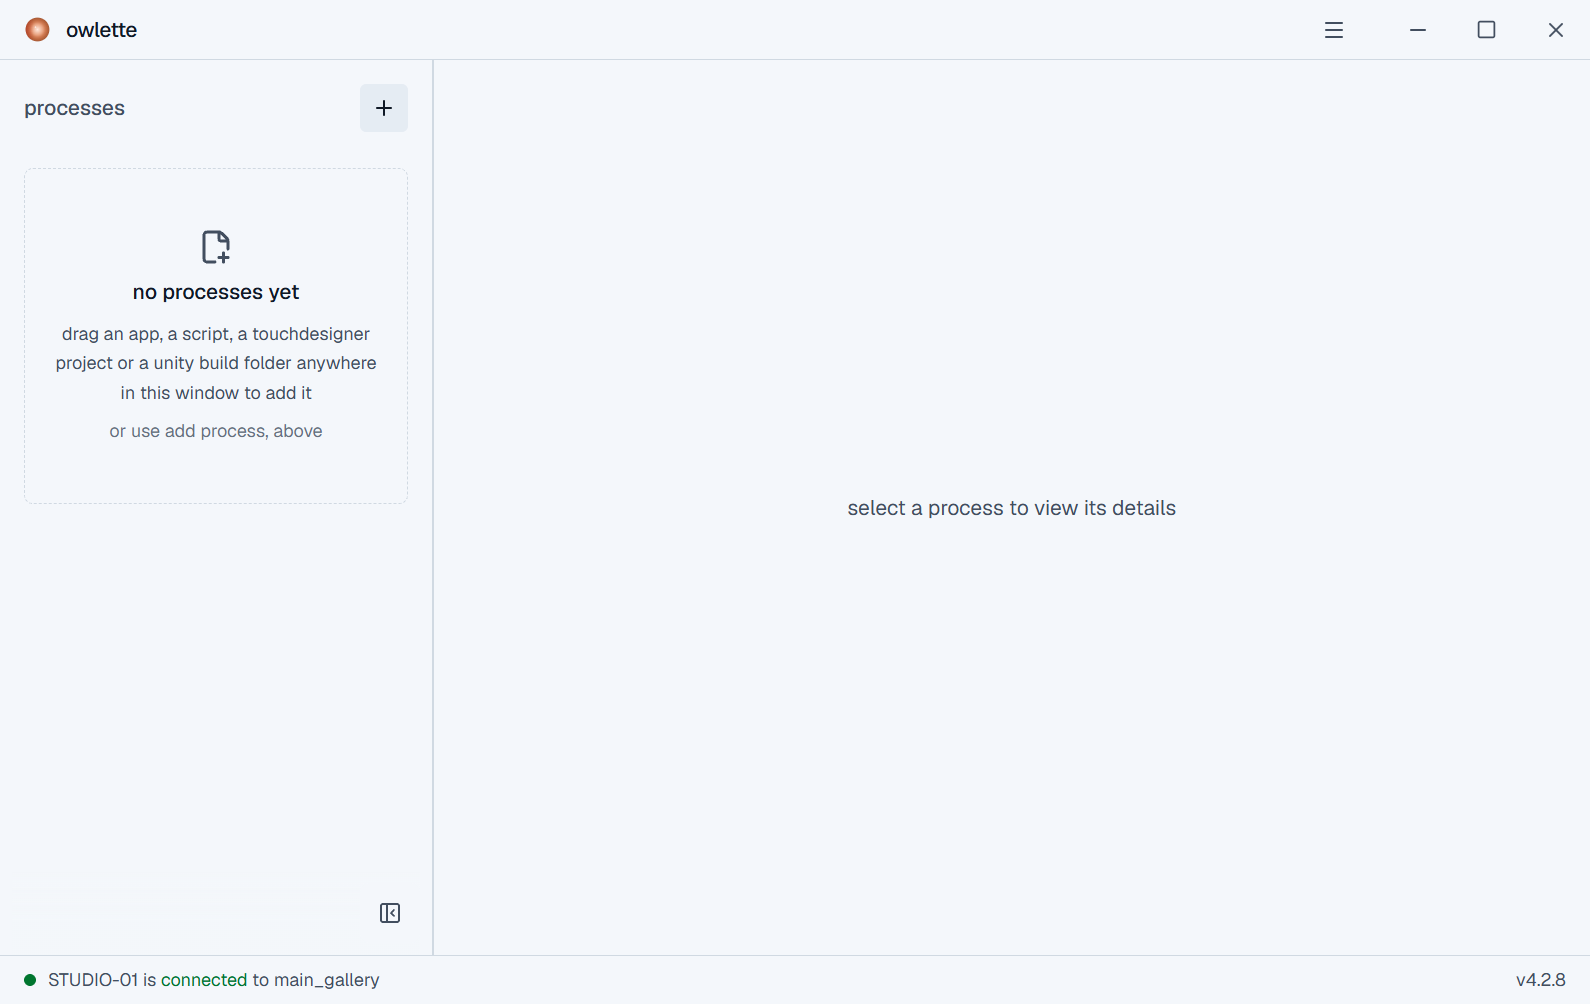 owlette
processes
no processes yet
drag an app, a script, a touchdesigner
project or a unity build folder anywhere
in this window to add it
or use add process, above
select a process to view its details
STUDIO-01 is connected to main_gallery
v4.2.8